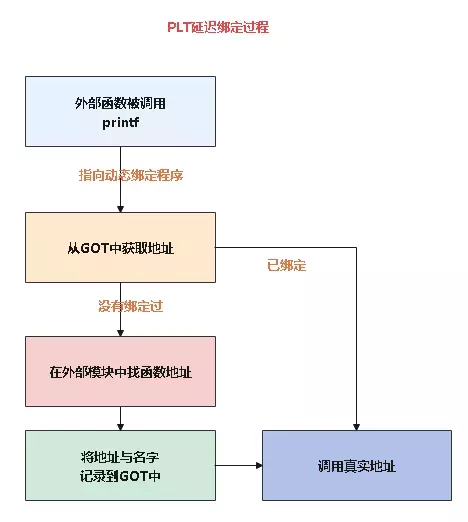 PLT延迟绑定过程
外部函数被调用
printf
指向动态绑定程序
从GOT中获取地址
已绑定
没有绑定过
在外部模块中找函数地址
将地址与名字
记录到GOT中
调用真实地址